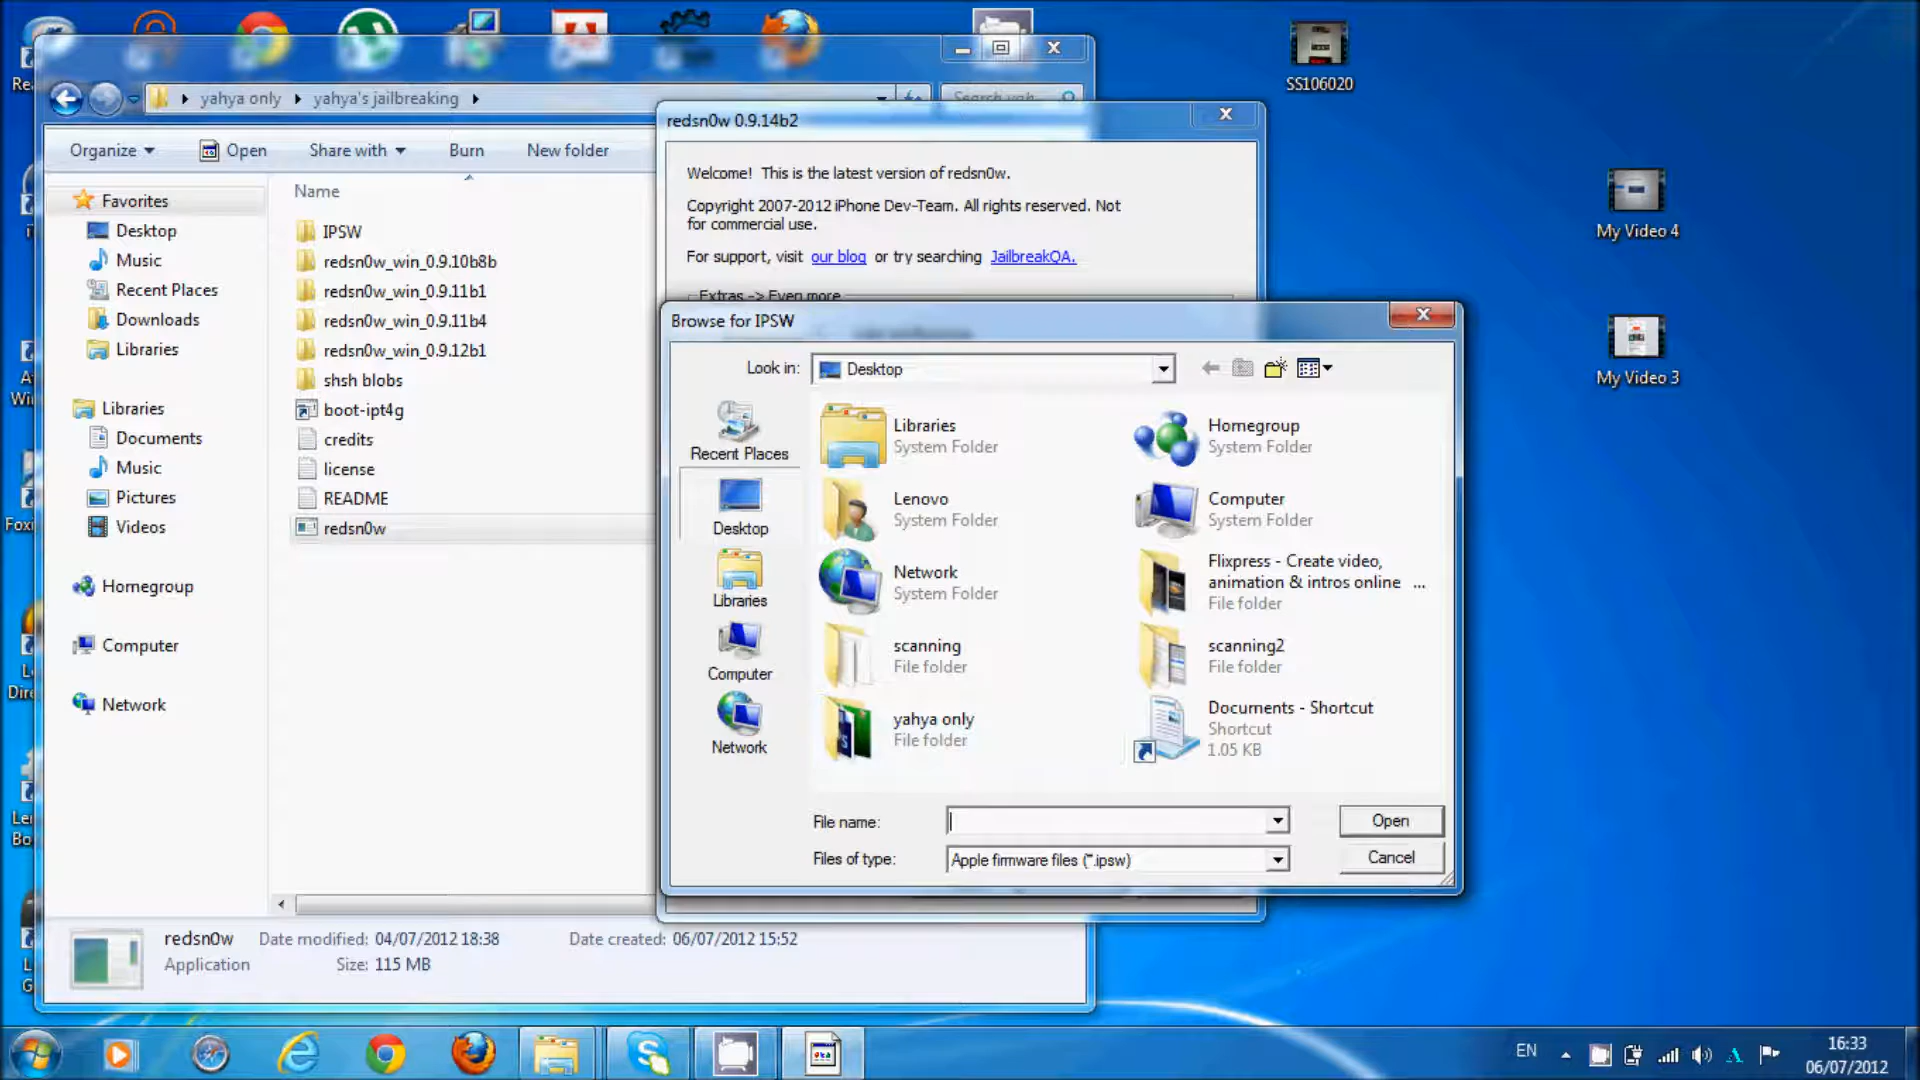 Rea
SS106020
yahya only
yahya's jailbreaking
Organize
Open
Share with
Burn
New folder
Favorites
Desktop
Music
Recent Places
Downloads
Libraries
Libraries
Documents
Music
Pictures
Videos
Homegroup
Computer
Network
Name
IPSW
redsn0w_win_0.9.10b8b
redsn0w_win_0.9.11b1
redsn0w_win_0.9.11b4
redsn0w_win_0.9.12b1
shsh blobs
boot-ipt4g
credits
license
README
redsn0w
redsn0w
Date modified: 04/07/2012 18:38
Date created: 06/07/2012 15:52
Application
Size: 115 MB
redsn0w 0.9.14b2
Welcome! This is the latest version of redsn0w.
Copyright 2007-2012 iPhone Dev-Team. All rights reserved. Not
for commercial use.
For support, visit our blog or try searching JailbreakQA.
Extras -> Even more
Browse for IPSW
Look in:
Desktop
Recent Places
Desktop
Libraries
Computer
Network
Libraries
System Folder
Homegroup
System Folder
Lenovo
System Folder
Computer
System Folder
Network
System Folder
Flixpress - Create video,
animation & intros online ...
File folder
scanning
File folder
scanning2
File folder
yahya only
File folder
Documents - Shortcut
Shortcut
1.05 KB
File name:
Open
Files of type:
Apple firmware files (*.ipsw)
Cancel
My Video 4
My Video 3
Win
Foxi
Dire
Len
Bo
EN
16:33
06/07/2012